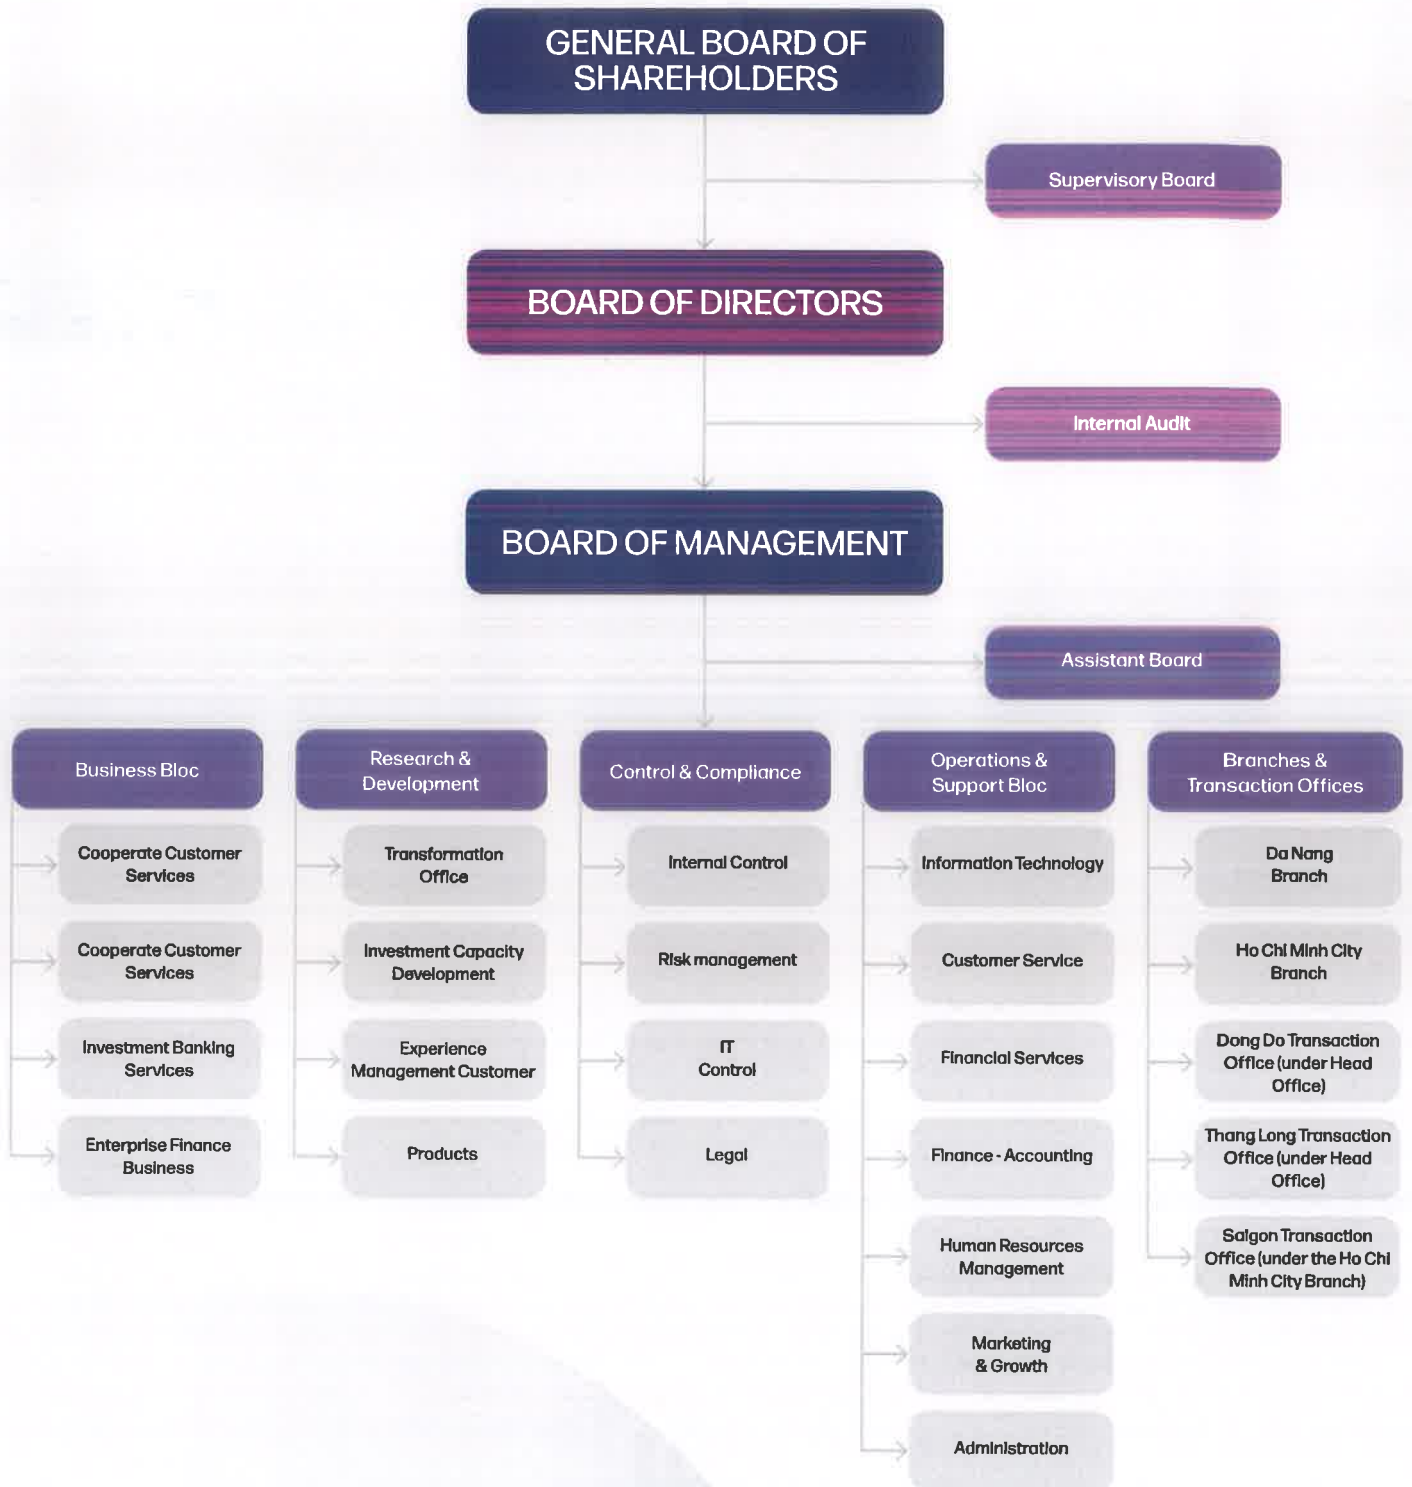 GENERAL BOARD OF
SHAREHOLDERS
Supervisory Board
BOARD OF DIRECTORS
Internal Audit
BOARD OF MANAGEMENT
Assistant Board
Business Bloc
Cooperate Customer
Services
Cooperate Customer
Services
Investment Banking
Services
Enterprise Finance
Business
Research &
Development
Transformation
Office
Investment Capacity
Development
Experience
Management Customer
Products
Control & Compliance
Internal Control
Risk management
IT
Control
Legal
Operations &
Support Bloc
Information Technology
Customer Service
Financial Services
Finance - Accounting
Human Resources
Management
Marketing
& Growth
Administration
Branches &
Transaction Offices
Da Nang
Branch
Ho Chi Minh City
Branch
Dong Do Transaction
Office (under Head
Office)
Thang Long Transaction
Office (under Head
Office)
Saigon Transaction
Office (under the Ho Chi
Minh City Branch)